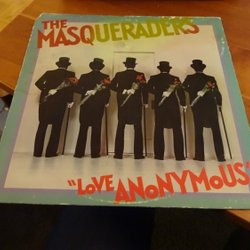 THE
MASQUERADERS
"LOVE ANONYMOUS"